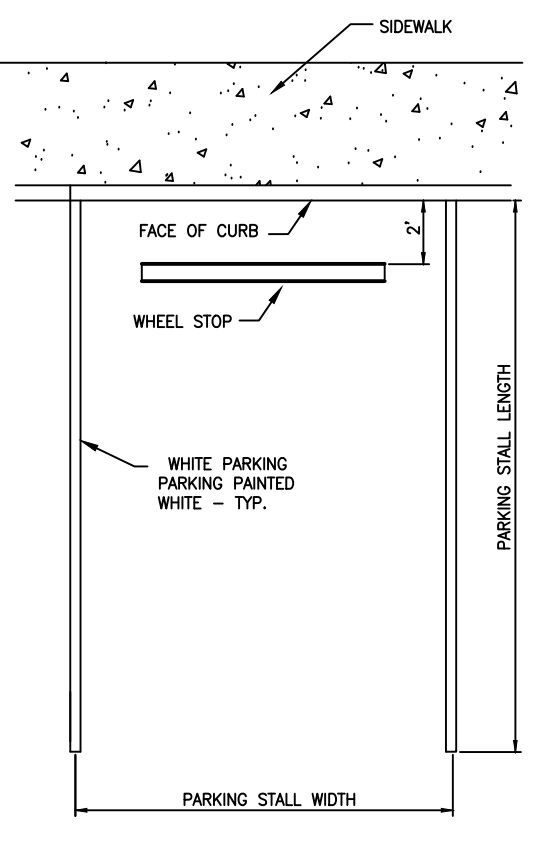 SIDEWALK
FACE OF CURB
2'
WHEEL STOP
PARKING STALL LENGTH
WHITE PARKING
PARKING PAINTED
WHITE - TYP.
PARKING STALL WIDTH